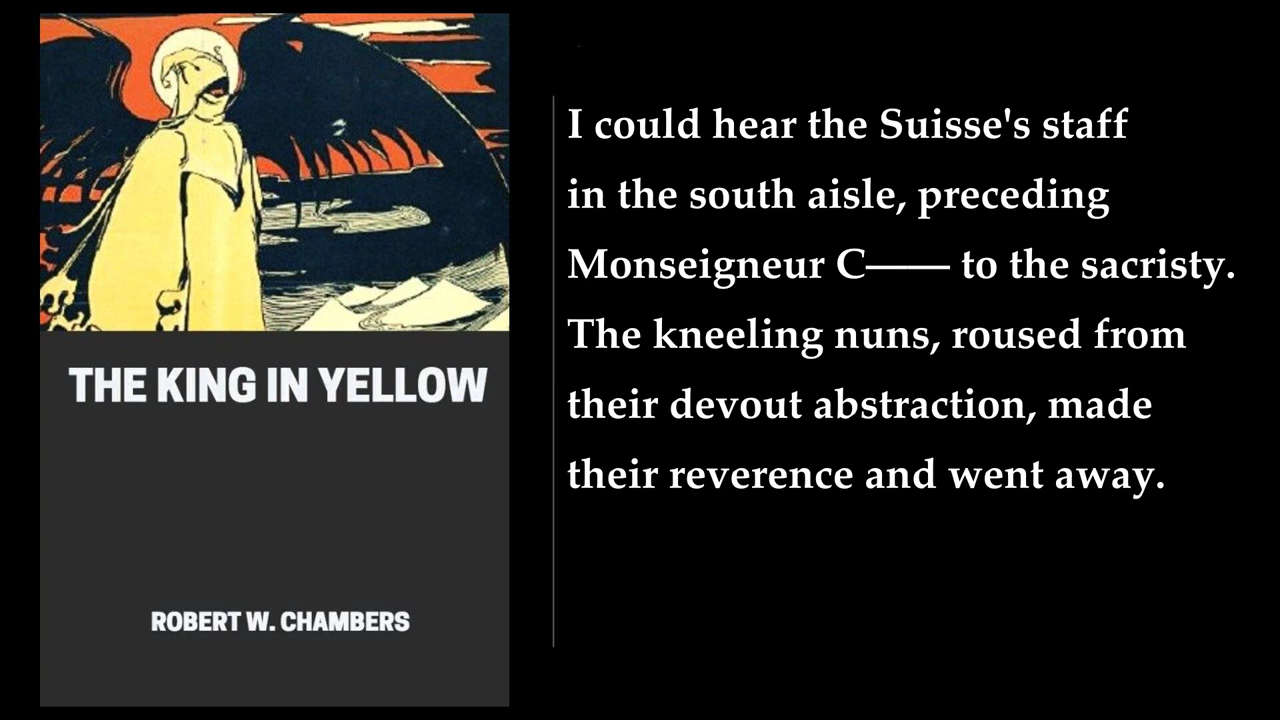 THE KING IN YELLOW
ROBERT W. CHAMBERS
I could hear the Suisse's staff
in the south aisle, preceding
Monseigneur C—— to the sacristy.
The kneeling nuns, roused from
their devout abstraction, made
their reverence and went away.